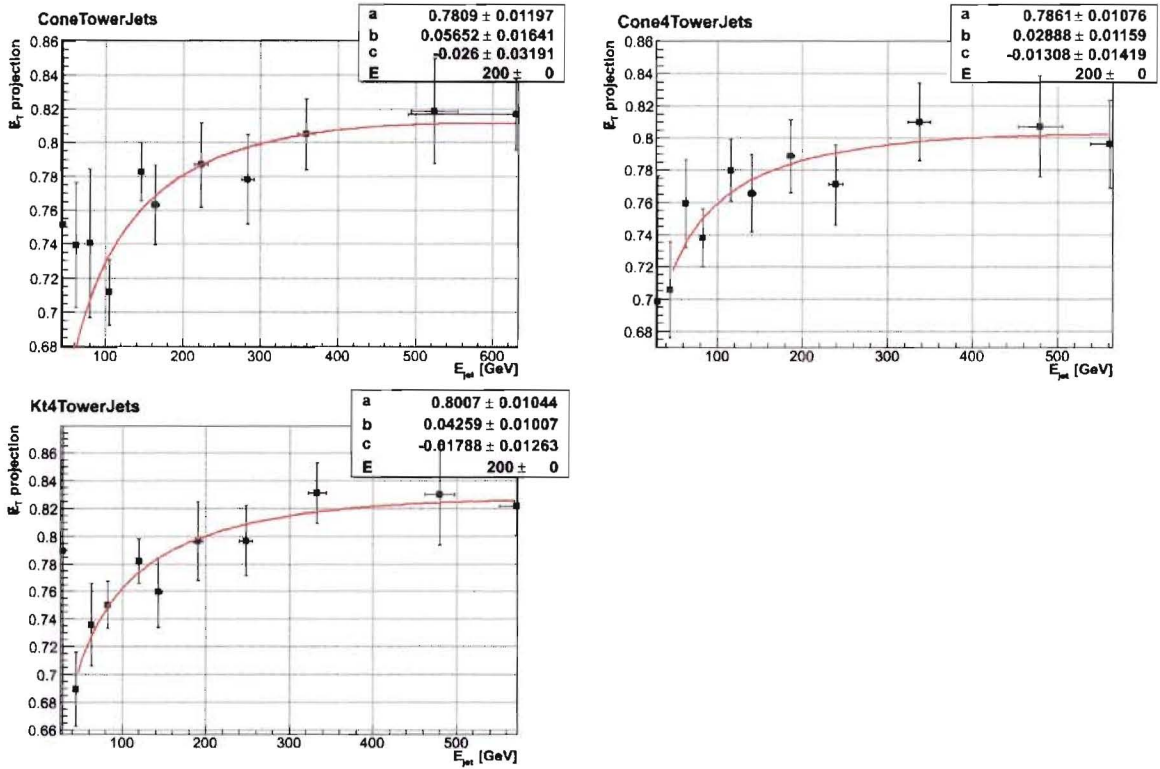 ConeTowerJets
a 0.7809 ± 0.01197
b 0.05652 ± 0.01641
c -0.026 ± 0.03191
E 200 ± 0
0.86
0.84
0.82
0.8
0.78
0.76
0.74
0.72
0.7
0.68
E̸T projection
100 200 300 400 500 600
Ejet [GeV]
Cone4TowerJets
a 0.7861 ± 0.01076
b 0.02888 ± 0.01159
c -0.01308 ± 0.01419
E 200 ± 0
0.86
0.84
0.82
0.8
0.78
0.76
0.74
0.72
0.7
0.68
E̸T projection
100 200 300 400 500
Ejet [GeV]
Kt4TowerJets
a 0.8007 ± 0.01044
b 0.04259 ± 0.01007
c -0.01788 ± 0.01263
E 200 ± 0
0.86
0.84
0.82
0.8
0.78
0.76
0.74
0.72
0.7
0.68
0.66
E̸T projection
100 200 300 400 500
Ejet [GeV]